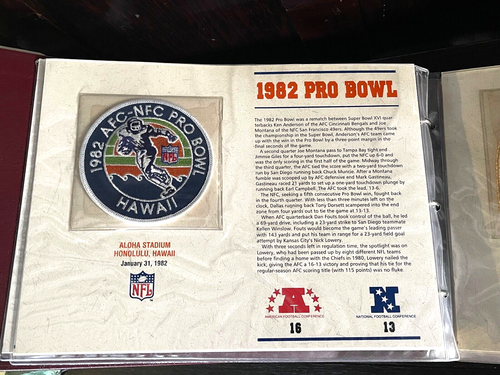 1982 AFC-NFC PRO BOWL
NFL
HAWAII
ALOHA STADIUM
HONOLULU, HAWAII
January 31, 1982
NFL
1982 PRO BOWL
The 1982 Pro Bowl was a rematch between Super Bowl XVI quar-
terbacks Ken Anderson of the AFC Cincinnati Bengals and Joe
Montana of the NFC San Francisco 49ers. Although the 49ers took
the championship in the Super Bowl, Anderson's AFC team came
up with the win in the Pro Bowl by a three-point margin in the
final seconds of the game.
A second quarter Joe Montana pass to Tampa Bay tight end
Jimmie Giles for a four-yard touchdown, put the NFC up 6-0 and
was the only scoring in the first half of the game. Midway through
the third quarter, the AFC tied the score with a two-yard touchdown
run by San Diego running back Chuck Muncie. After a Montana
fumble was scooped up by AFC defensive end Mark Gastineau,
Gastineau raced 21 yards to set up a one-yard touchdown plunge by
running back Earl Campbell. The AFC took the lead, 13-6.
The NFC, seeking a fifth consecutive Pro Bowl win, fought back
in the fourth quarter. With less than three minutes left on the
clock, Dallas running back Tony Dorsett scampered into the end
zone from four yards out to tie the game at 13-13.
When AFC quarterback Dan Fouts took control of the ball, he led
a 69-yard drive, including a 23-yard strike to San Diego teammate
Kellen Winslow. Fouts would become the game's leading passer
with 143 yards and put his team in range for a 23-yard field goal
attempt by Kansas City's Nick Lowery.
With three seconds left in regulation time, the spotlight was on
Lowery, who had been passed up by eight different NFL teams
before finding a home with the Chiefs in 1980. Lowery nailed the
kick, giving the AFC a 16-13 victory and proving that his tie for the
regular-season AFC scoring title (with 115 points) was no fluke.
A
N
AMERICAN FOOTBALL CONFERENCE
NATIONAL FOOTBALL CONFERENCE
16
13